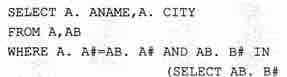 SELECT A. ANAME,A. CITY
FROM A,AB
WHERE A. A#=AB. A# AND AB. B# IN
(SELECT AB. B#